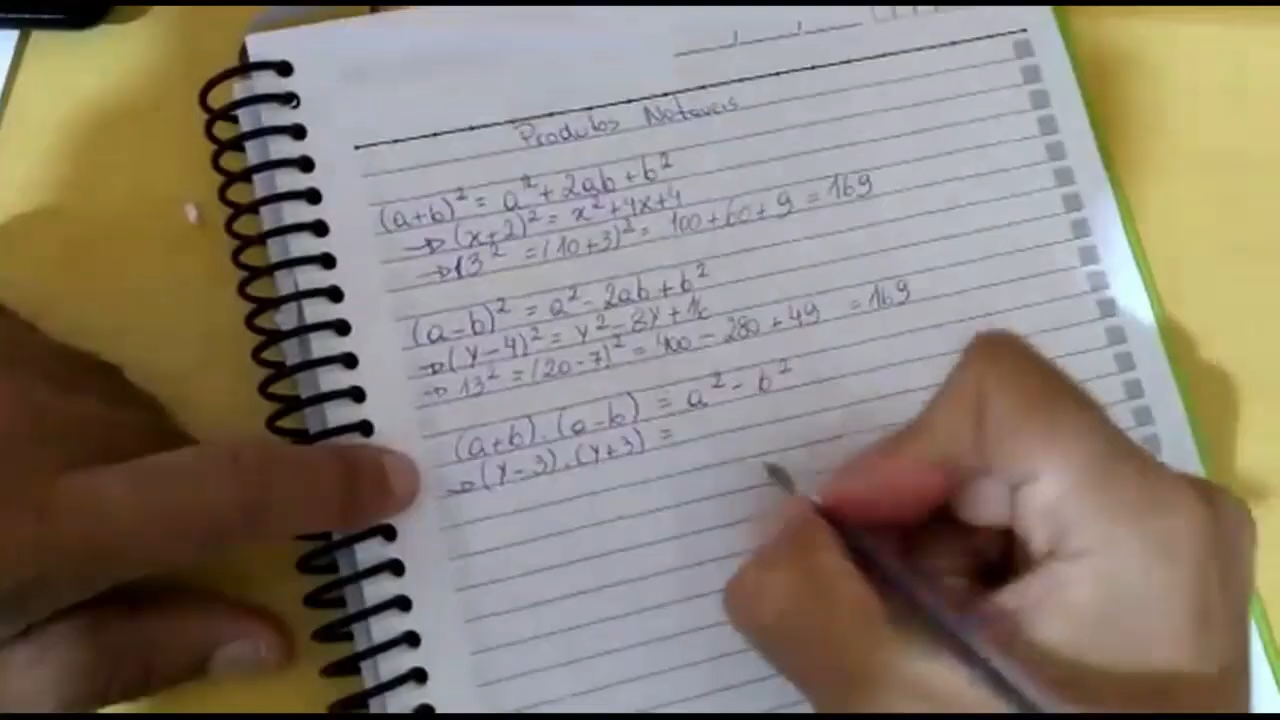 Produtos Notaveis
(a+b)² = a² + 2ab + b²
→ (x+2)² = x² + 4x + 4
→ 13² = (10+3)² = 100 + 60 + 9 = 169
(a-b)² = a² - 2ab + b²
→ (y-4)² = y² - 8y + 16
→ 13² = (20-7)² = 400 - 280 + 49 = 169
(a+b).(a-b) = a² - b²
→ (y-3).(y+3) =